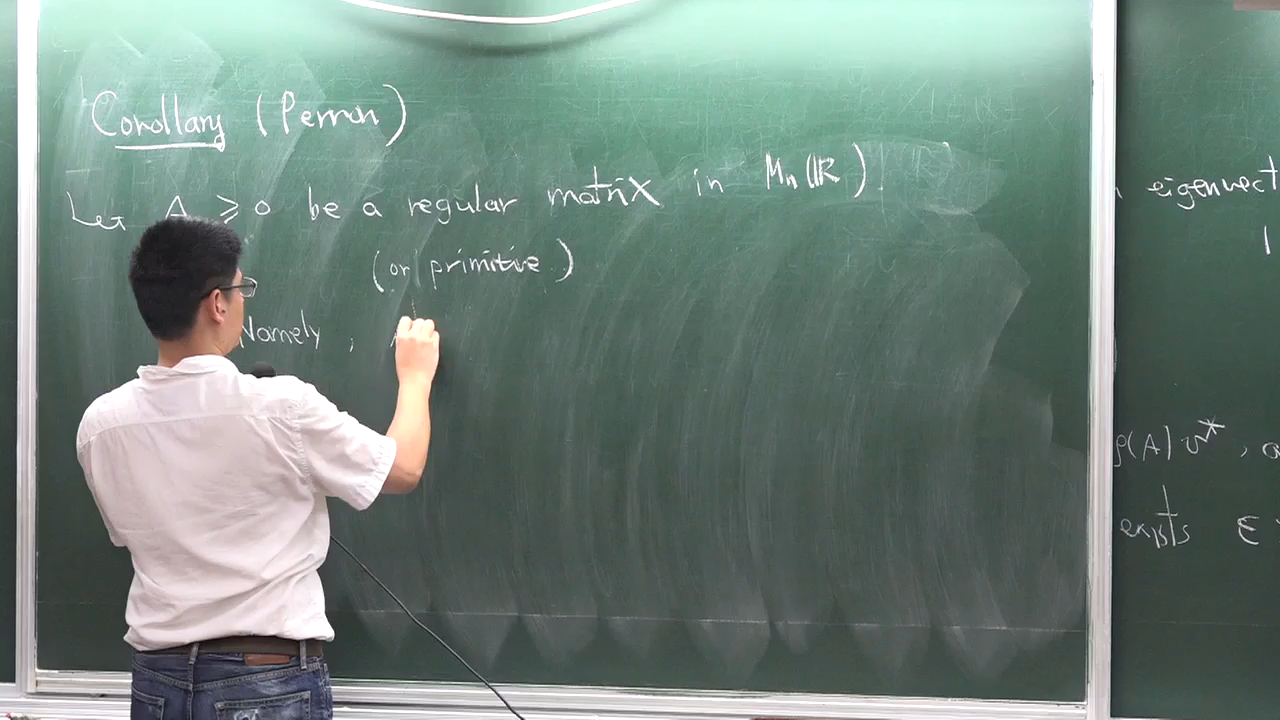 Corollary (Perron)
Let A ≥ 0 be a regular matrix in Mn(ℝ).
(or primitive)
Namely,
eigenvect
ρ(A) v*,
exists ε